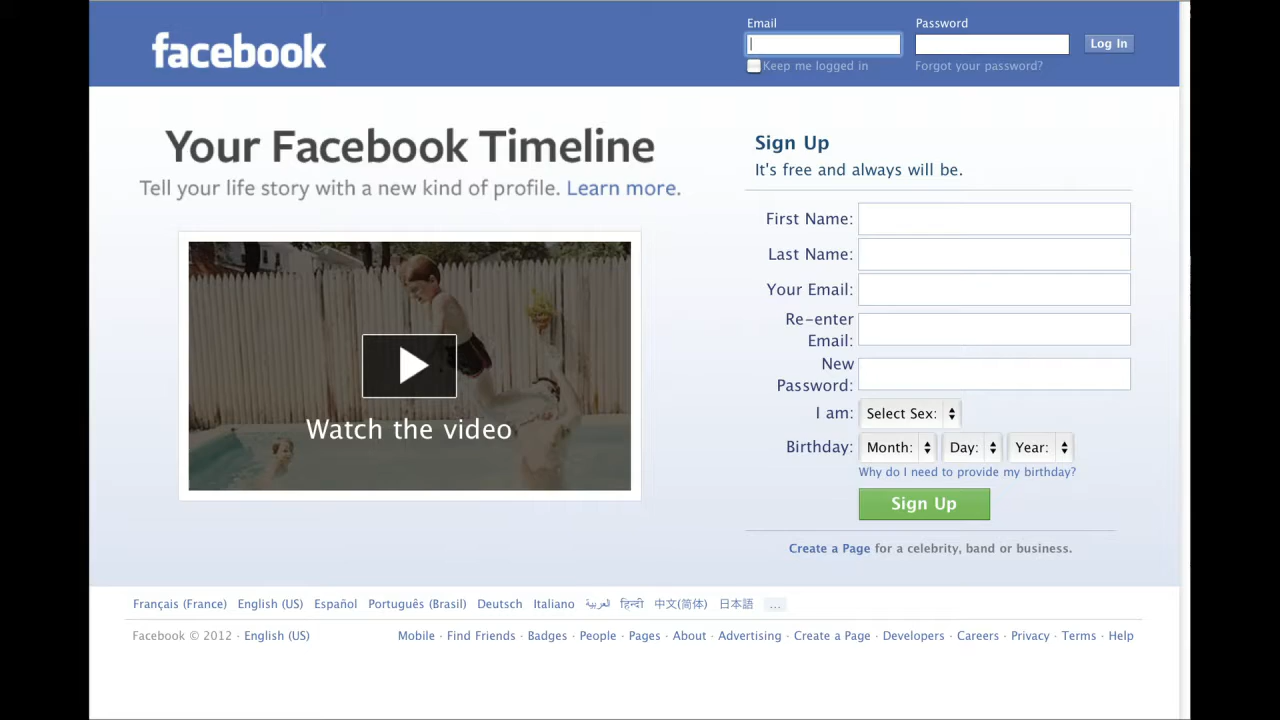 facebook
Email
Password
Log In
Keep me logged in
Forgot your password?
Your Facebook Timeline
Tell your life story with a new kind of profile. Learn more.
Watch the video
Sign Up
It's free and always will be.
First Name:
Last Name:
Your Email:
Re-enter
Email:
New
Password:
I am:
Select Sex:
Birthday:
Month:
Day:
Year:
Why do I need to provide my birthday?
Sign Up
Create a Page for a celebrity, band or business.
Français (France) English (US) Español Português (Brasil) Deutsch Italiano العربية हिन्दी 中文(简体) 日本語 ...
Facebook © 2012 · English (US)
Mobile · Find Friends · Badges · People · Pages · About · Advertising · Create a Page · Developers · Careers · Privacy · Terms · Help